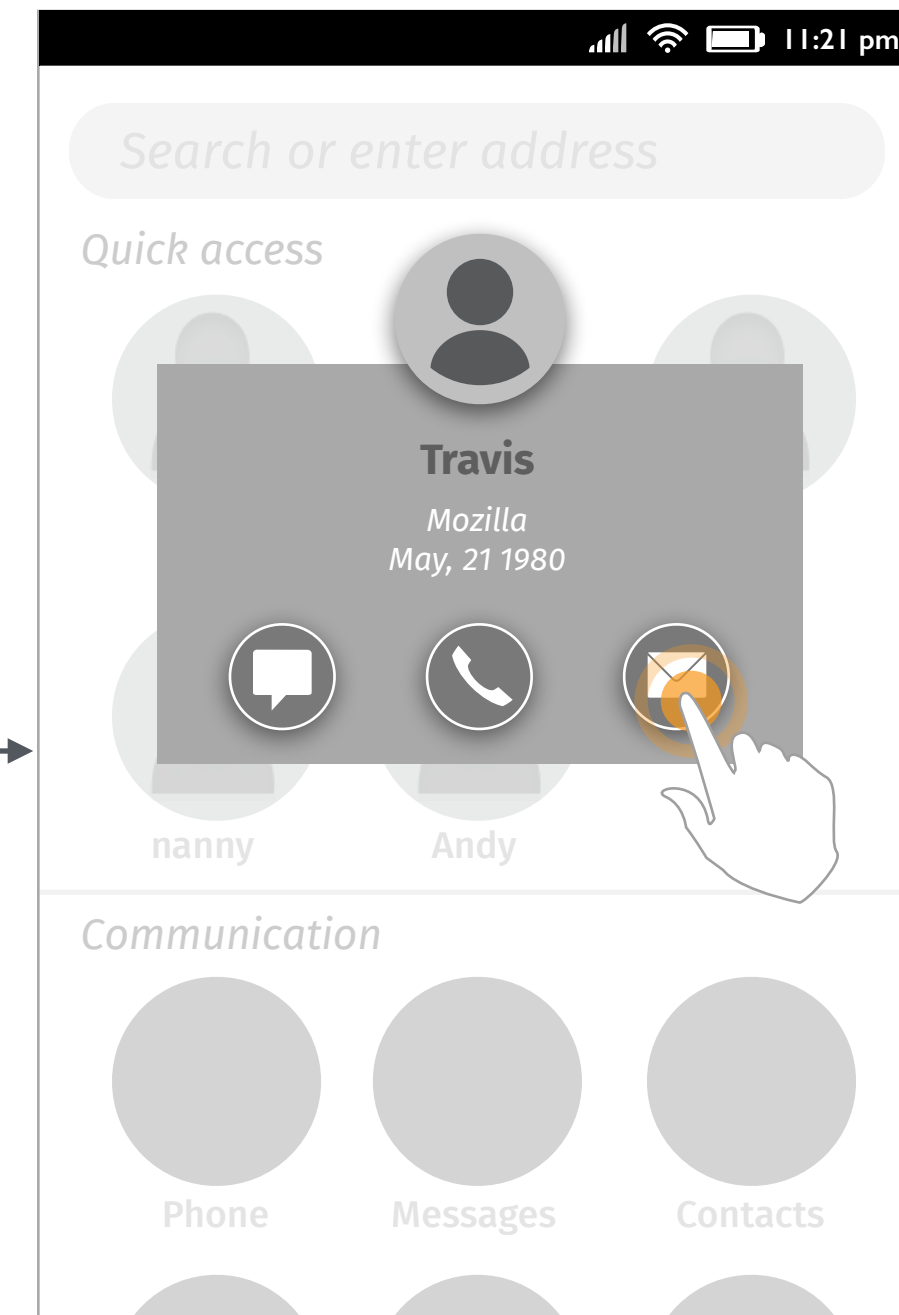 11:21 pm
Search or enter address
Quick access
Travis
Mozilla
May, 21 1980
nanny Andy
Communication
Phone Messages Contacts